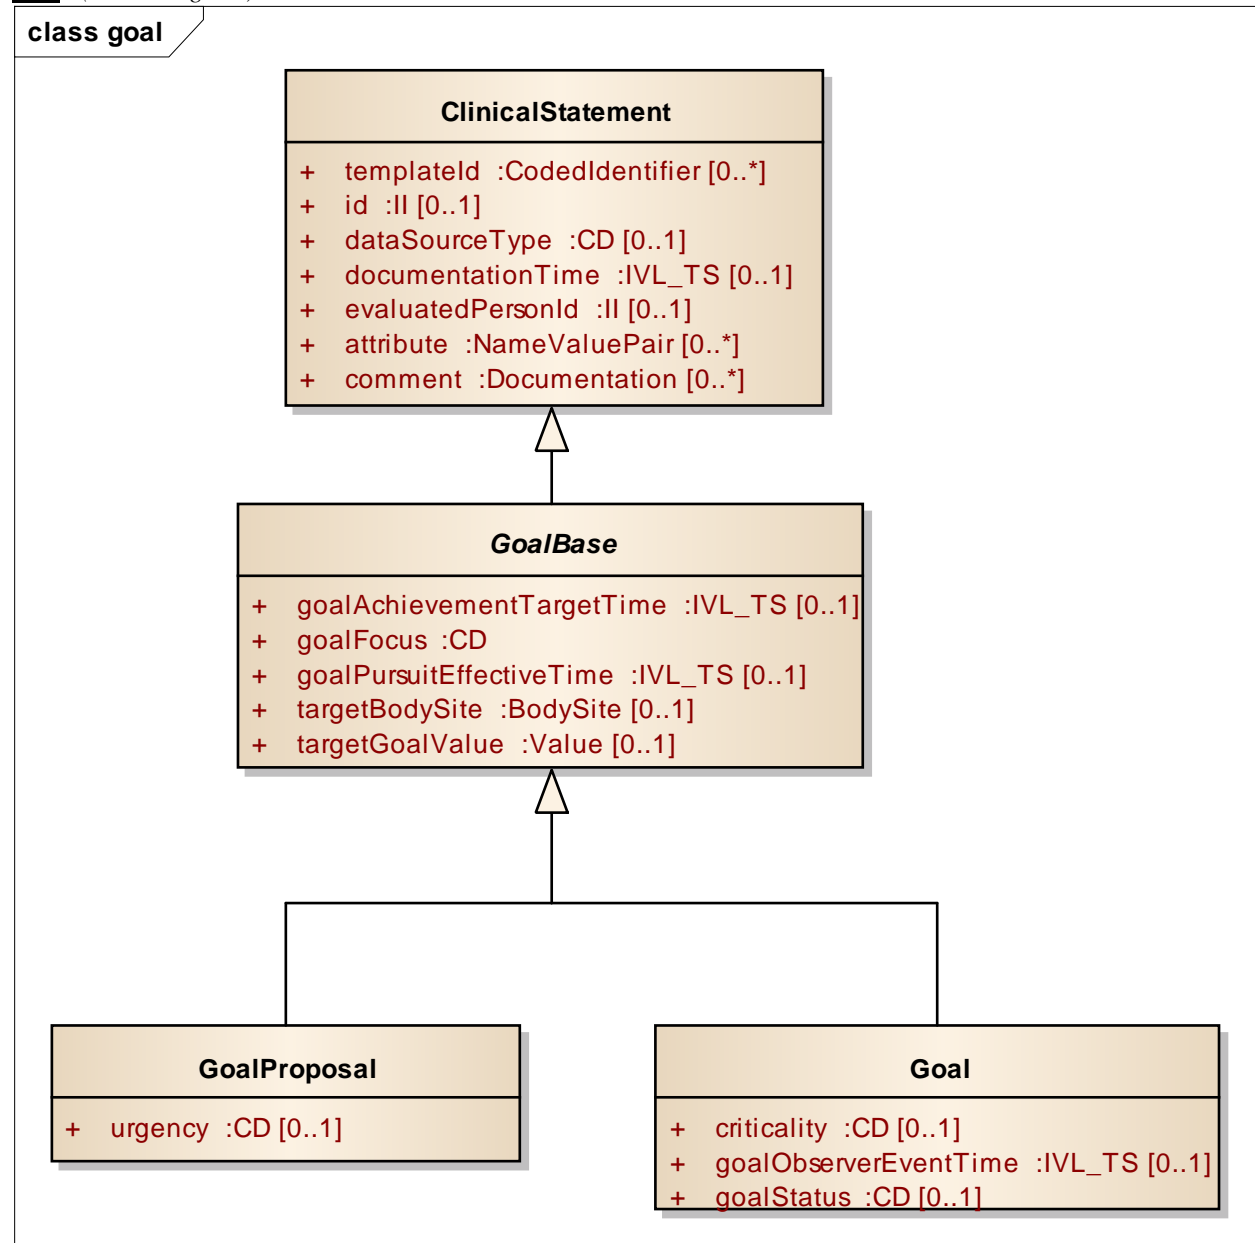 class goal
ClinicalStatement
+ templateId :CodedIdentifier [0..*]
+ id :II [0..1]
+ dataSourceType :CD [0..1]
+ documentationTime :IVL_TS [0..1]
+ evaluatedPersonId :II [0..1]
+ attribute :NameValuePair [0..*]
+ comment :Documentation [0..*]
GoalBase
+ goalAchievementTargetTime :IVL_TS [0..1]
+ goalFocus :CD
+ goalPursuitEffectiveTime :IVL_TS [0..1]
+ targetBodySite :BodySite [0..1]
+ targetGoalValue :Value [0..1]
GoalProposal
+ urgency :CD [0..1]
Goal
+ criticality :CD [0..1]
+ goalObserverEventTime :IVL_TS [0..1]
+ goalStatus :CD [0..1]